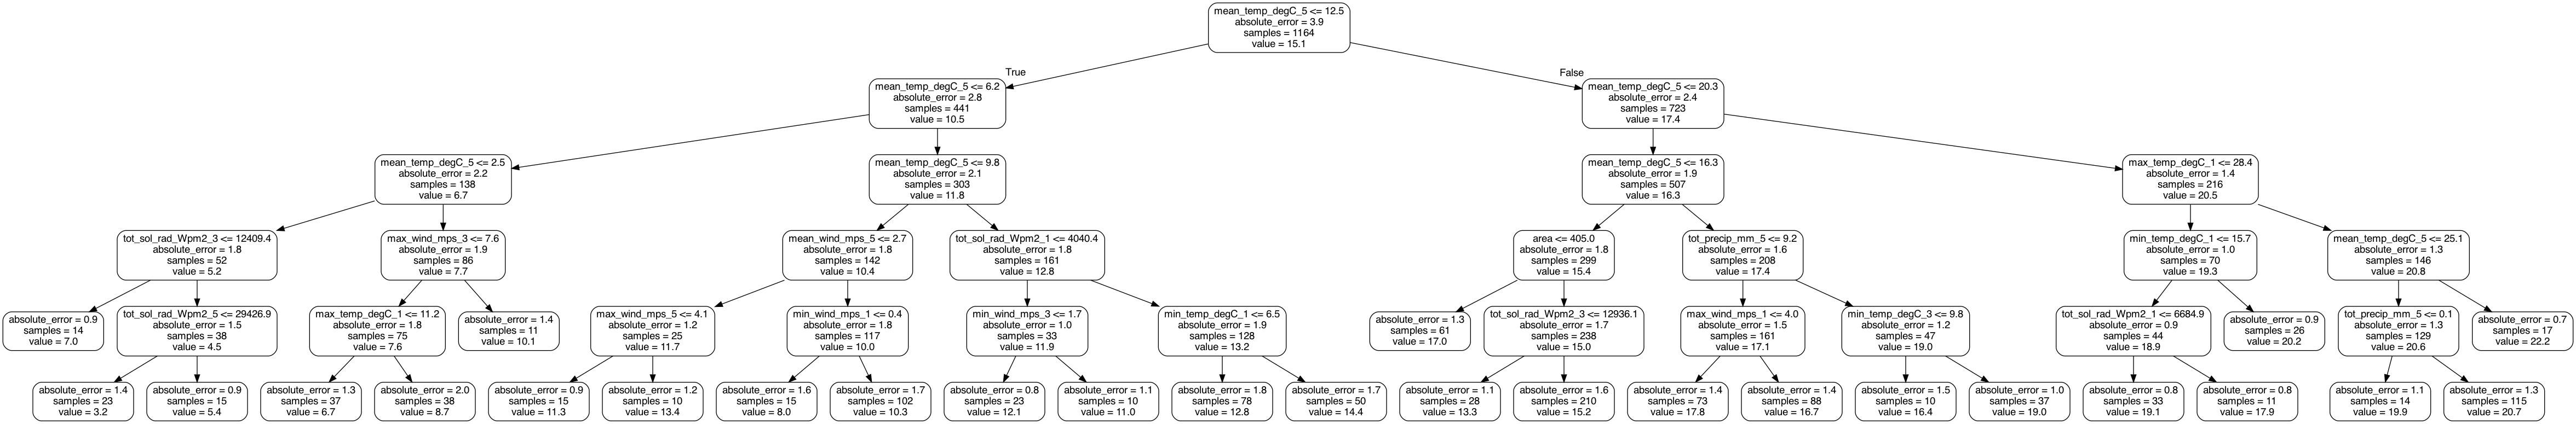 mean_temp_degC_5 <= 12.5
absolute_error = 3.9
samples = 1164
value = 15.1
True
False
mean_temp_degC_5 <= 6.2
absolute_error = 2.8
samples = 441
value = 10.5
mean_temp_degC_5 <= 20.3
absolute_error = 2.4
samples = 723
value = 17.4
mean_temp_degC_5 <= 2.5
absolute_error = 2.2
samples = 138
value = 6.7
mean_temp_degC_5 <= 9.8
absolute_error = 2.1
samples = 303
value = 11.8
mean_temp_degC_5 <= 16.3
absolute_error = 1.9
samples = 507
value = 16.3
max_temp_degC_1 <= 28.4
absolute_error = 1.4
samples = 216
value = 20.5
tot_sol_rad_Wpm2_3 <= 12409.4
absolute_error = 1.8
samples = 52
value = 5.2
max_wind_mps_3 <= 7.6
absolute_error = 1.9
samples = 86
value = 7.7
mean_wind_mps_5 <= 2.7
absolute_error = 1.8
samples = 142
value = 10.4
tot_sol_rad_Wpm2_1 <= 4040.4
absolute_error = 1.8
samples = 161
value = 12.8
area <= 405.0
absolute_error = 1.8
samples = 299
value = 15.4
tot_precip_mm_5 <= 9.2
absolute_error = 1.6
samples = 208
value = 17.4
min_temp_degC_1 <= 15.7
absolute_error = 1.0
samples = 70
value = 19.3
mean_temp_degC_5 <= 25.1
absolute_error = 1.3
samples = 146
value = 20.8
absolute_error = 0.9
samples = 14
value = 7.0
tot_sol_rad_Wpm2_5 <= 29426.9
absolute_error = 1.5
samples = 38
value = 4.5
max_temp_degC_1 <= 11.2
absolute_error = 1.8
samples = 75
value = 7.6
absolute_error = 1.4
samples = 11
value = 10.1
max_wind_mps_5 <= 4.1
absolute_error = 1.2
samples = 25
value = 11.7
min_wind_mps_1 <= 0.4
absolute_error = 1.8
samples = 117
value = 10.0
min_wind_mps_3 <= 1.7
absolute_error = 1.0
samples = 33
value = 11.9
min_temp_degC_1 <= 6.5
absolute_error = 1.9
samples = 128
value = 13.2
absolute_error = 1.3
samples = 61
value = 17.0
tot_sol_rad_Wpm2_3 <= 12936.1
absolute_error = 1.7
samples = 238
value = 15.0
max_wind_mps_1 <= 4.0
absolute_error = 1.5
samples = 161
value = 17.1
min_temp_degC_3 <= 9.8
absolute_error = 1.2
samples = 47
value = 19.0
tot_sol_rad_Wpm2_1 <= 6684.9
absolute_error = 0.9
samples = 44
value = 18.9
absolute_error = 0.9
samples = 26
value = 20.2
tot_precip_mm_5 <= 0.1
absolute_error = 1.3
samples = 129
value = 20.6
absolute_error = 0.7
samples = 17
value = 22.2
absolute_error = 1.4
samples = 23
value = 3.2
absolute_error = 0.9
samples = 15
value = 5.4
absolute_error = 1.3
samples = 37
value = 6.7
absolute_error = 2.0
samples = 38
value = 8.7
absolute_error = 0.9
samples = 15
value = 11.3
absolute_error = 1.2
samples = 10
value = 13.4
absolute_error = 1.6
samples = 15
value = 8.0
absolute_error = 1.7
samples = 102
value = 10.3
absolute_error = 0.8
samples = 23
value = 12.1
absolute_error = 1.1
samples = 10
value = 11.0
absolute_error = 1.8
samples = 78
value = 12.8
absolute_error = 1.7
samples = 50
value = 14.4
absolute_error = 1.1
samples = 28
value = 13.3
absolute_error = 1.6
samples = 210
value = 15.2
absolute_error = 1.4
samples = 73
value = 17.8
absolute_error = 1.4
samples = 88
value = 16.7
absolute_error = 1.5
samples = 10
value = 16.4
absolute_error = 1.0
samples = 37
value = 19.0
absolute_error = 0.8
samples = 33
value = 19.1
absolute_error = 0.8
samples = 11
value = 17.9
absolute_error = 1.1
samples = 14
value = 19.9
absolute_error = 1.3
samples = 115
value = 20.7